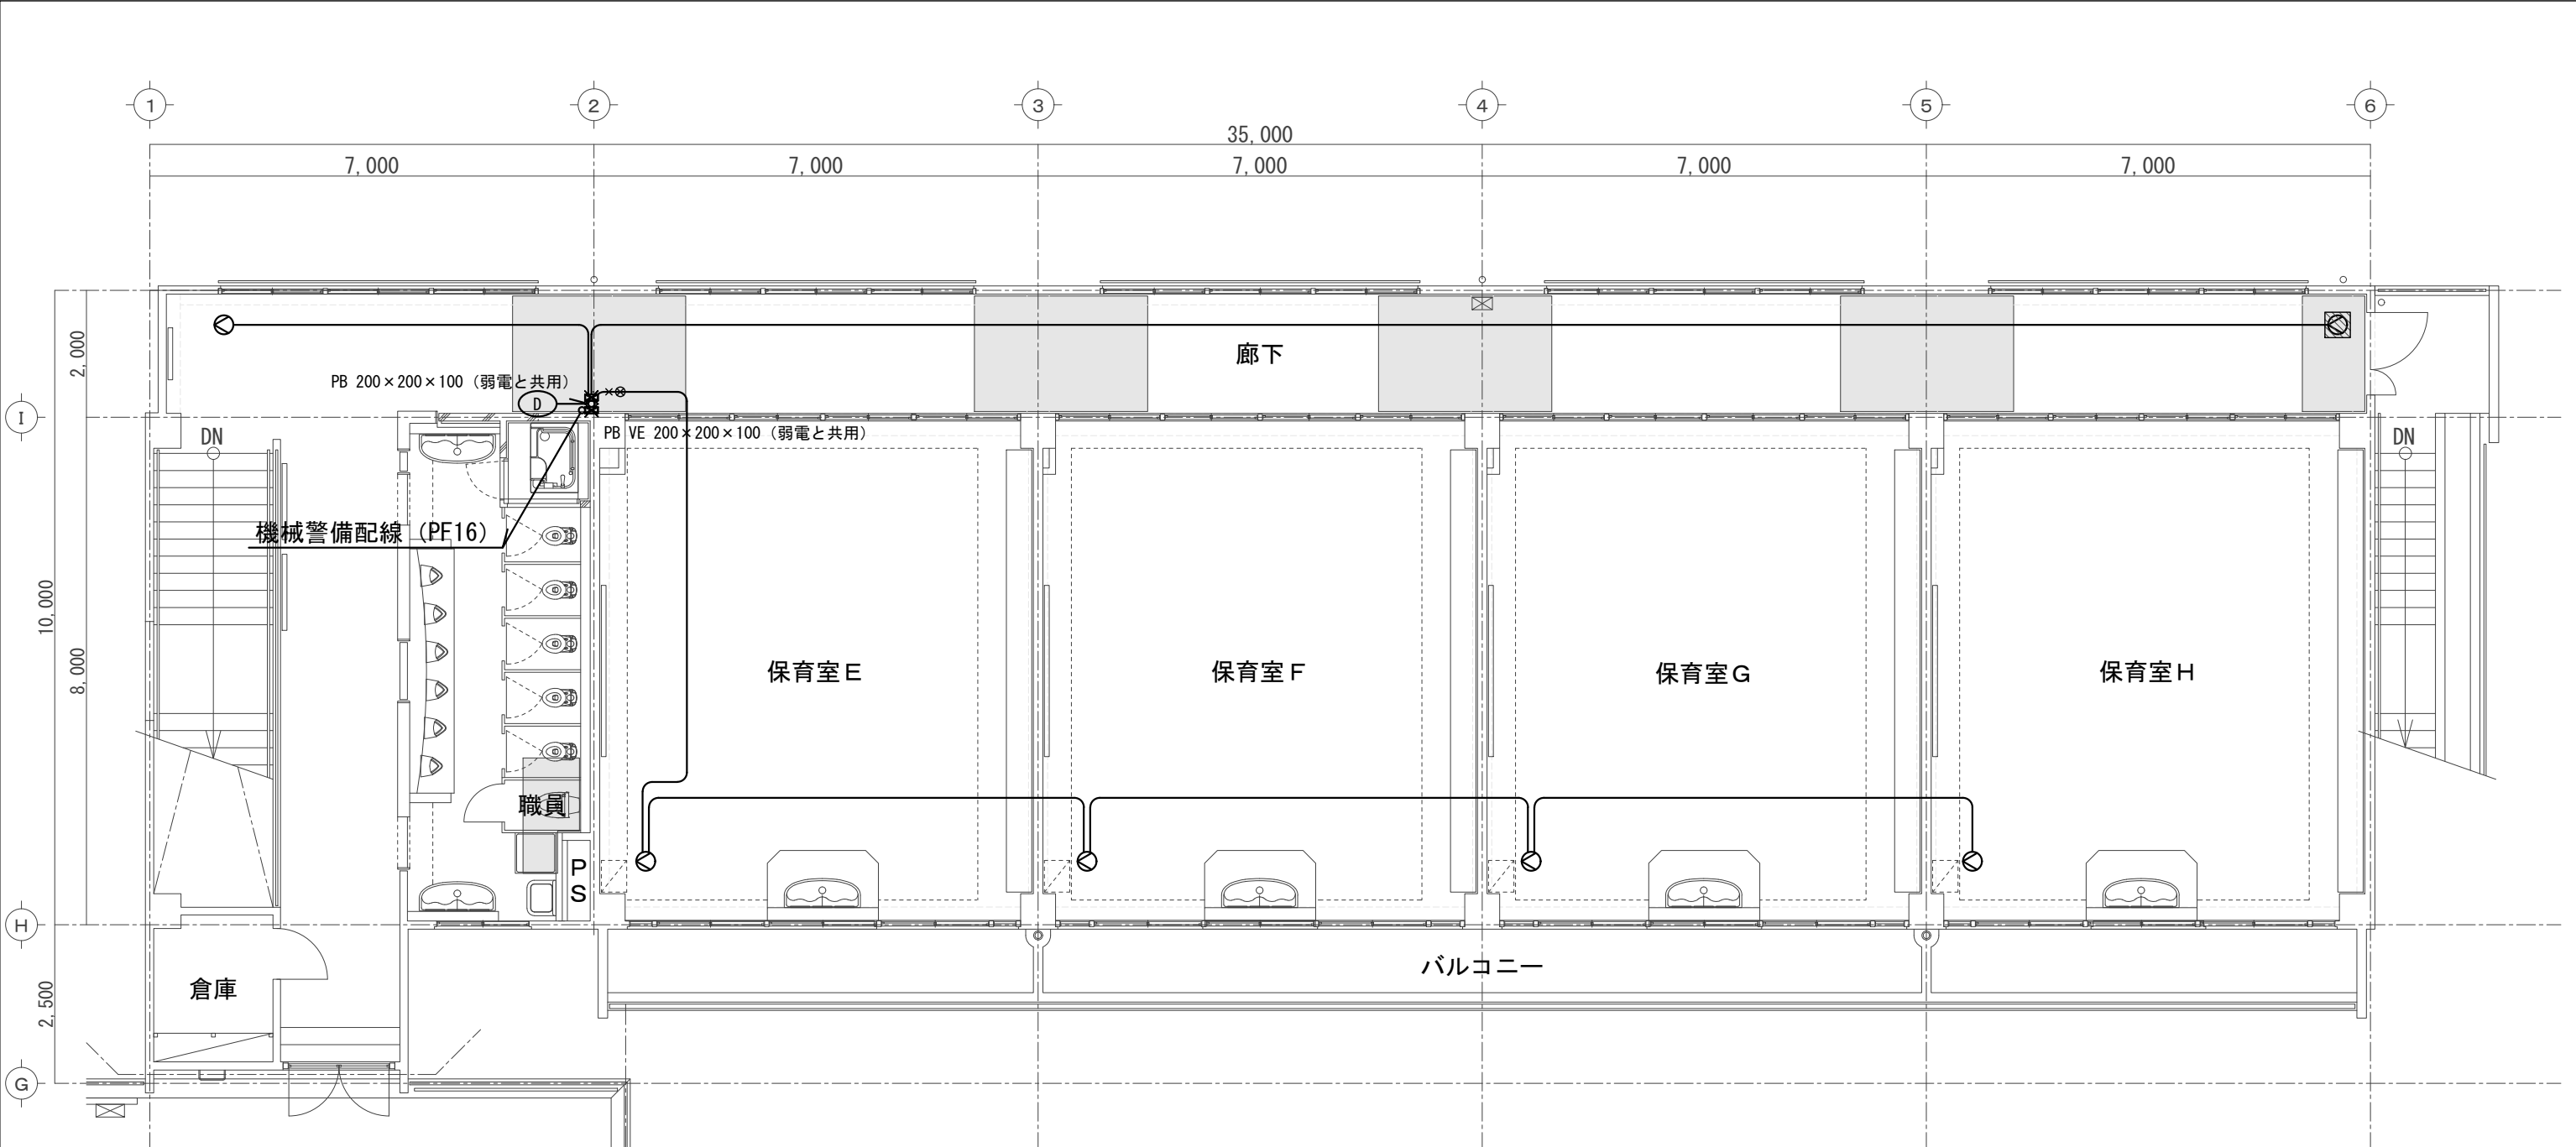 1
2
3
4
5
6
35,000
7,000
7,000
7,000
7,000
7,000
2,000
廊下
PB 200×200×100（弱電と共用）
D
I
DN
PB VE 200×200×100（弱電と共用）
DN
機械警備配線（PF16）
10,000
8,000
保育室E
保育室F
保育室G
保育室H
職員
PS
H
バルコニー
倉庫
2,500
G